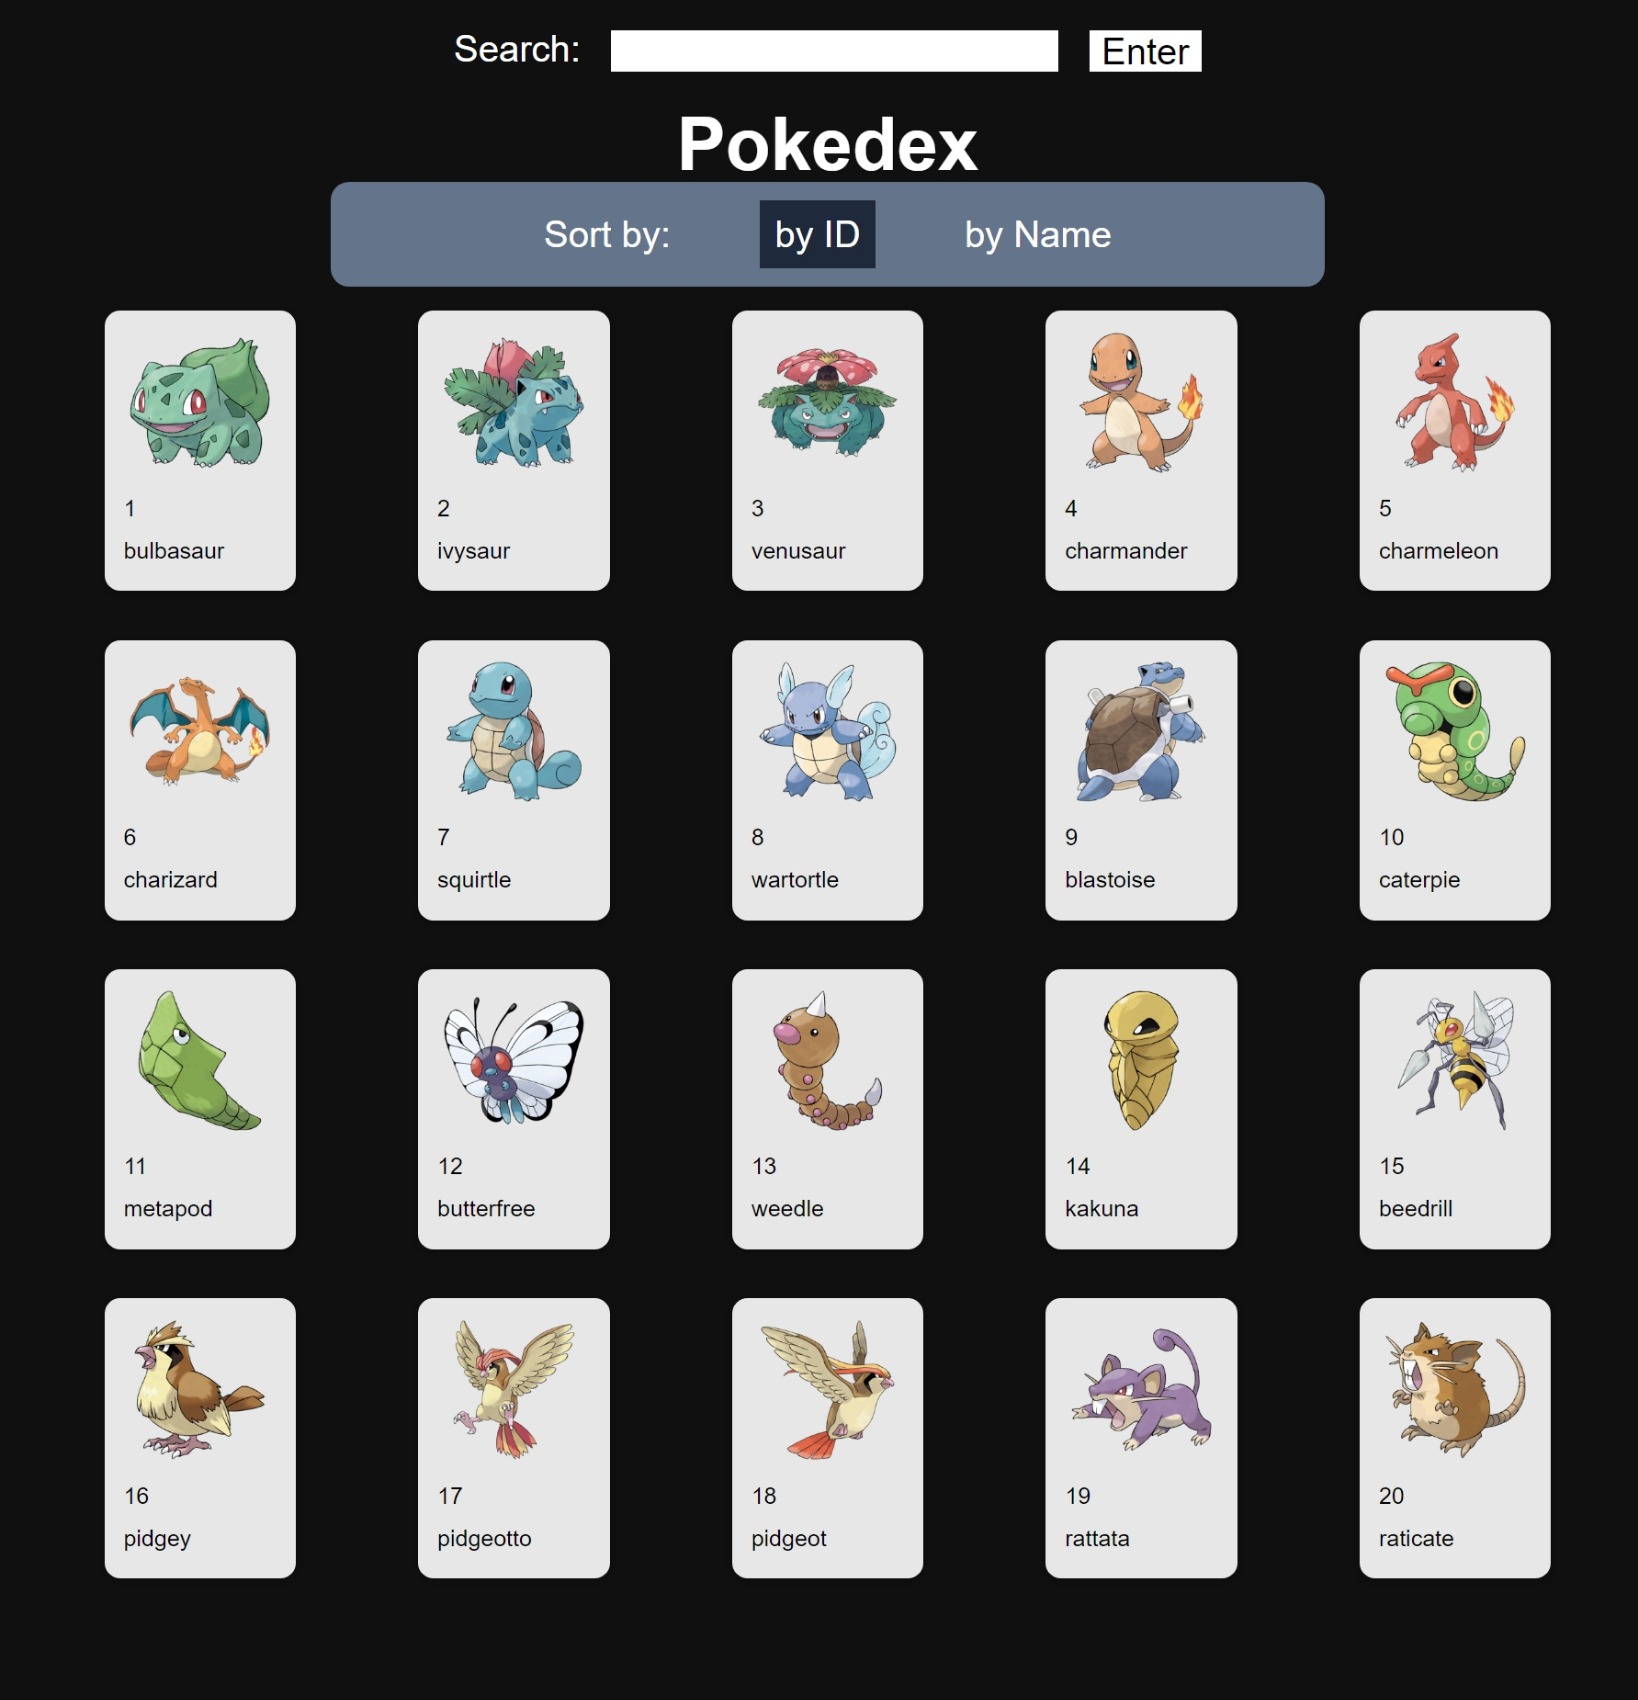 Search: Enter
Pokedex
Sort by: by ID by Name
1
bulbasaur
2
ivysaur
3
venusaur
4
charmander
5
charmeleon
6
charizard
7
squirtle
8
wartortle
9
blastoise
10
caterpie
11
metapod
12
butterfree
13
weedle
14
kakuna
15
beedrill
16
pidgey
17
pidgeotto
18
pidgeot
19
rattata
20
raticate